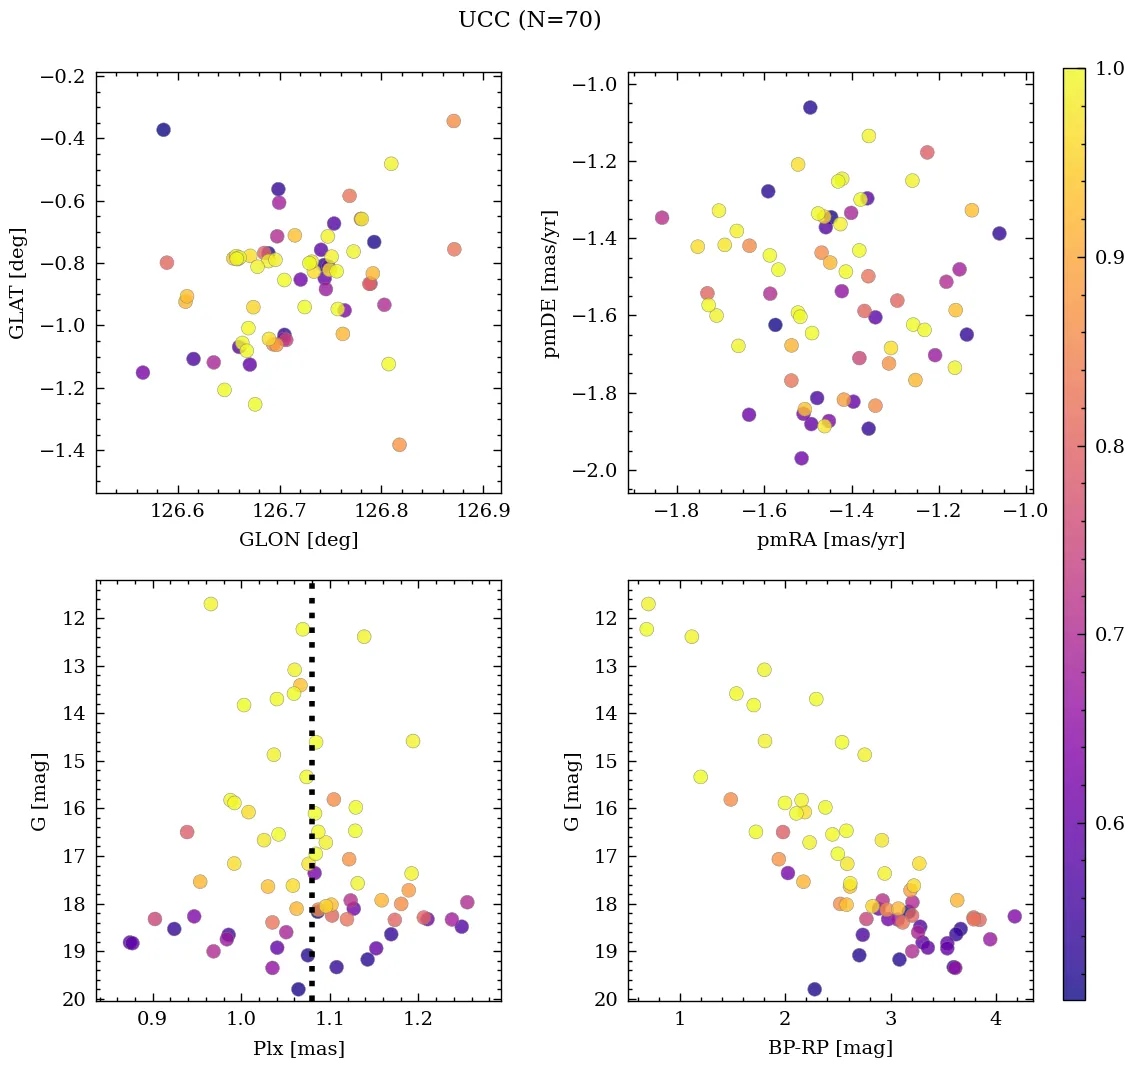 UCC (N=70)
−0.2
−0.4
−0.6
−0.8
−1.0
−1.2
−1.4
GLAT [deg]
126.6 126.7 126.8 126.9
GLON [deg]
−1.0
−1.2
−1.4
−1.6
−1.8
−2.0
pmDE [mas/yr]
−1.8 −1.6 −1.4 −1.2 −1.0
pmRA [mas/yr]
1.0
0.9
0.8
0.7
0.6
12
13
14
15
16
17
18
19
20
G [mag]
0.9 1.0 1.1 1.2
Plx [mas]
12
13
14
15
16
17
18
19
20
G [mag]
1 2 3 4
BP-RP [mag]